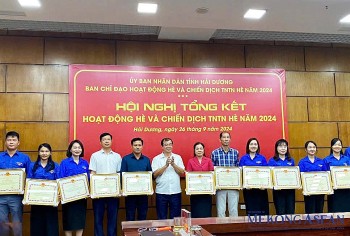 ỦY BAN NHÂN DÂN TỈNH HẢI DƯƠNG
BAN CHỈ ĐẠO HOẠT ĐỘNG HÈ VÀ CHIẾN DỊCH TNTN HÈ NĂM 2024
HỘI NGHỊ TỔNG KẾT
HOẠT ĐỘNG HÈ VÀ CHIẾN DỊCH TNTN HÈ NĂM 2024
Hải Dương, ngày 26 tháng 9 năm 2024
MEKONGASEAN